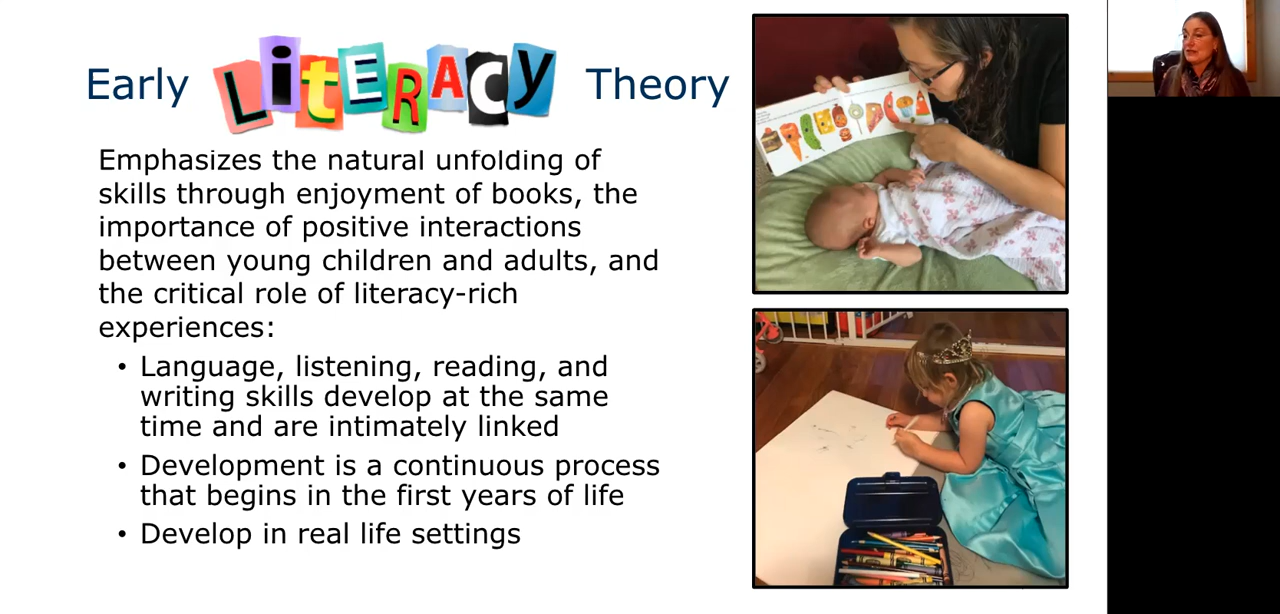 Early LiTERACy Theory
Emphasizes the natural unfolding of
skills through enjoyment of books, the
importance of positive interactions
between young children and adults, and
the critical role of literacy-rich
experiences:
• Language, listening, reading, and
writing skills develop at the same
time and are intimately linked
• Development is a continuous process
that begins in the first years of life
• Develop in real life settings